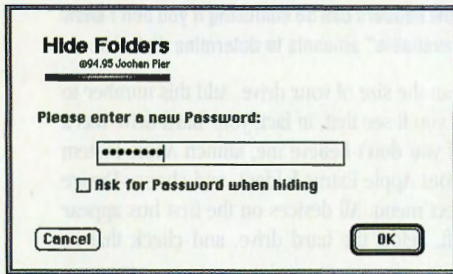 Hide Folders
©94,95 Jochen Pier
Please enter a new Password:
••••••••
Ask for Password when hiding
Cancel
OK